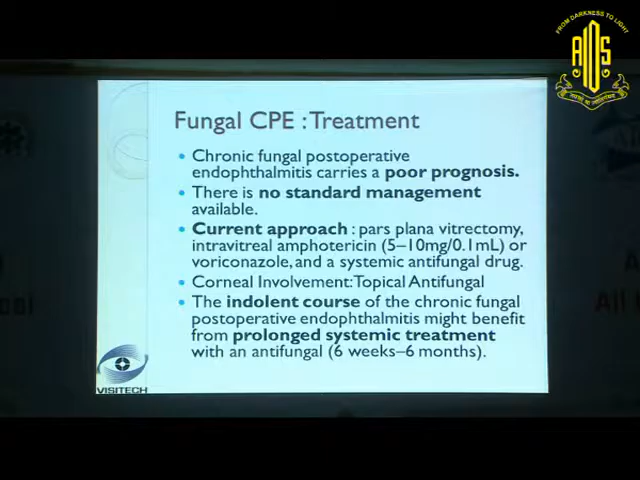 FROM DARKNESS TO LIGHT
AIOS
Fungal CPE : Treatment
• Chronic fungal postoperative
endophthalmitis carries a poor prognosis.
• There is no standard management
available.
• Current approach : pars plana vitrectomy,
intravitreal amphotericin (5–10mg/0.1mL) or
voriconazole, and a systemic antifungal drug.
• Corneal Involvement: Topical Antifungal
• The indolent course of the chronic fungal
postoperative endophthalmitis might benefit
from prolonged systemic treatment
with an antifungal (6 weeks–6 months).
VISITECH